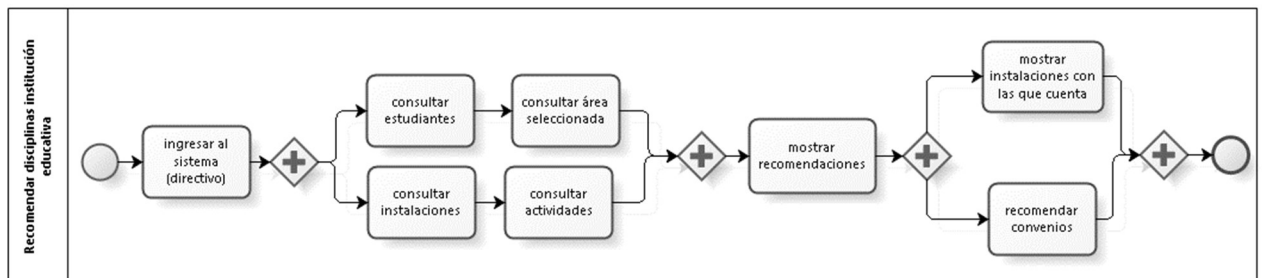 Recomendar disciplinas institución
educativa
ingresar al
sistema
(directivo)
consultar
estudiantes
consultar área
seleccionada
consultar
instalaciones
consultar
actividades
mostrar
recomendaciones
mostrar
instalaciones con
las que cuenta
recomendar
convenios